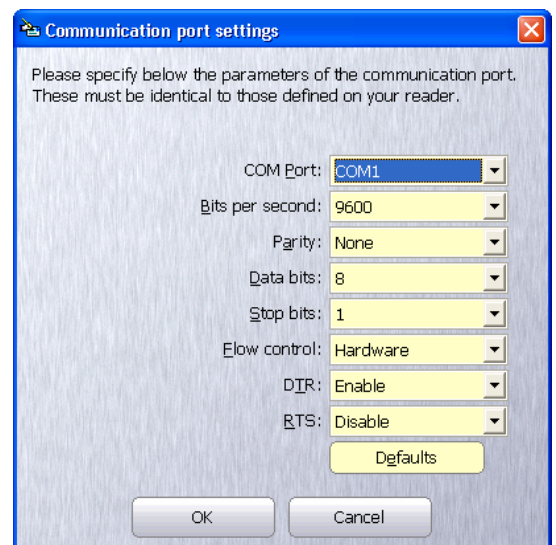 Communication port settings
Please specify below the parameters of the communication port.
These must be identical to those defined on your reader.
COM Port: COM1
Bits per second: 9600
Parity: None
Data bits: 8
Stop bits: 1
Flow control: Hardware
DTR: Enable
RTS: Disable
Defaults
OK Cancel